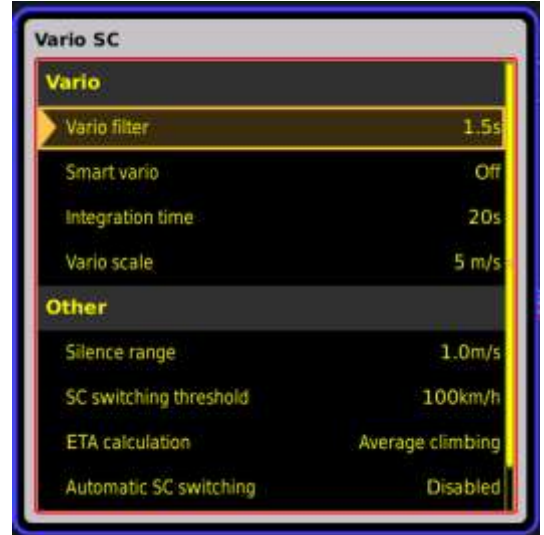 Vario SC
Vario
Vario filter 1.5s
Smart vario Off
Integration time 20s
Vario scale 5 m/s
Other
Silence range 1.0m/s
SC switching threshold 100km/h
ETA calculation Average climbing
Automatic SC switching Disabled